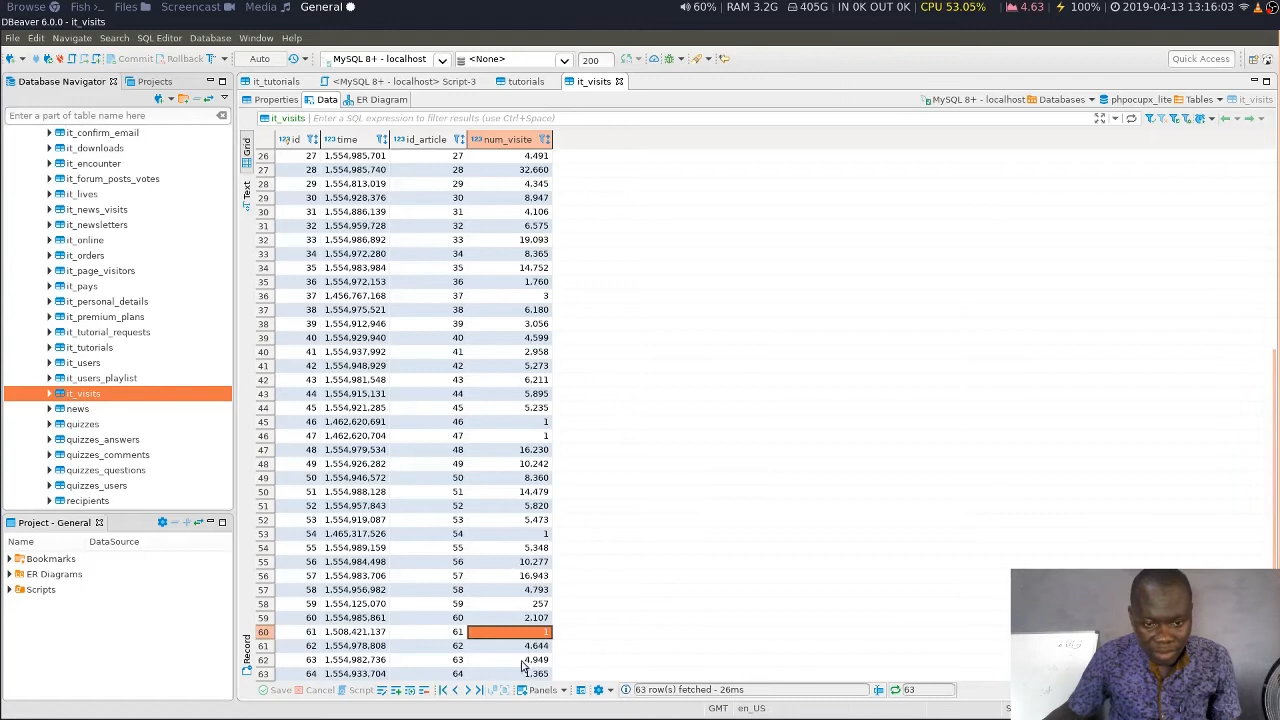 Browse Fish > Files Screencast Media General 60% RAM 3.2G 405G IN 0K OUT 0K CPU 53.05% 4.63 100% 2019-04-13 13:16:03
DBeaver 6.0.0 - it_visits
File Edit Navigate Search SQL Editor Database Window Help
Commit Rollback Auto MySQL 8+ - localhost <None> 200 Quick Access
Database Navigator Projects it_tutorials <MySQL 8+ - localhost> Script-3 tutorials it_visits
Properties Data ER Diagram MySQL 8+ - localhost Databases phpocupx_lite Tables it_visits
Enter a part of table name here
it_visits Enter a SQL expression to filter results (use Ctrl+Space)
it_confirm_email
it_downloads
it_encounter
it_forum_posts_votes
it_lives
it_news_visits
it_newsletters
it_online
it_orders
it_page_visitors
it_pays
it_personal_details
it_premium_plans
it_tutorial_requests
it_tutorials
it_users
it_users_playlist
it_visits
news
quizzes
quizzes_answers
quizzes_comments
quizzes_questions
quizzes_users
recipients
Project - General
Name DataSource
Bookmarks
ER Diagrams
Scripts
Grid
Text
Record
123 id 123 time 123 id_article 123 num_visite
26 27 1.554.985.701 27 4.491
27 28 1.554.985.740 28 32.660
28 29 1.554.813.019 29 4.345
29 30 1.554.928.376 30 8.947
30 31 1.554.886.139 31 4.106
31 32 1.554.959.728 32 6.575
32 33 1.554.986.892 33 19.093
33 34 1.554.972.280 34 8.365
34 35 1.554.983.984 35 14.752
35 36 1.554.972.153 36 1.760
36 37 1.456.767.168 37 3
37 38 1.554.975.521 38 6.180
38 39 1.554.912.946 39 3.056
39 40 1.554.929.940 40 4.599
40 41 1.554.937.992 41 2.958
41 42 1.554.948.929 42 5.273
42 43 1.554.981.548 43 6.211
43 44 1.554.915.131 44 5.895
44 45 1.554.921.285 45 5.235
45 46 1.462.620.691 46 1
46 47 1.462.620.704 47 1
47 48 1.554.979.534 48 16.230
48 49 1.554.926.282 49 10.242
49 50 1.554.946.572 50 8.360
50 51 1.554.988.128 51 14.479
51 52 1.554.957.843 52 5.820
52 53 1.554.919.087 53 5.473
53 54 1.465.317.526 54 1
54 55 1.554.989.159 55 5.348
55 56 1.554.984.498 56 10.277
56 57 1.554.983.706 57 16.943
57 58 1.554.956.982 58 4.793
58 59 1.554.125.070 59 257
59 60 1.554.985.861 60 2.107
60 61 1.508.421.137 61 1
61 62 1.554.978.808 62 4.644
62 63 1.554.982.736 63 4.949
63 64 1.554.933.704 64 1.365
Save Cancel Script Panels 63 row(s) fetched - 26ms 63
GMT en_US